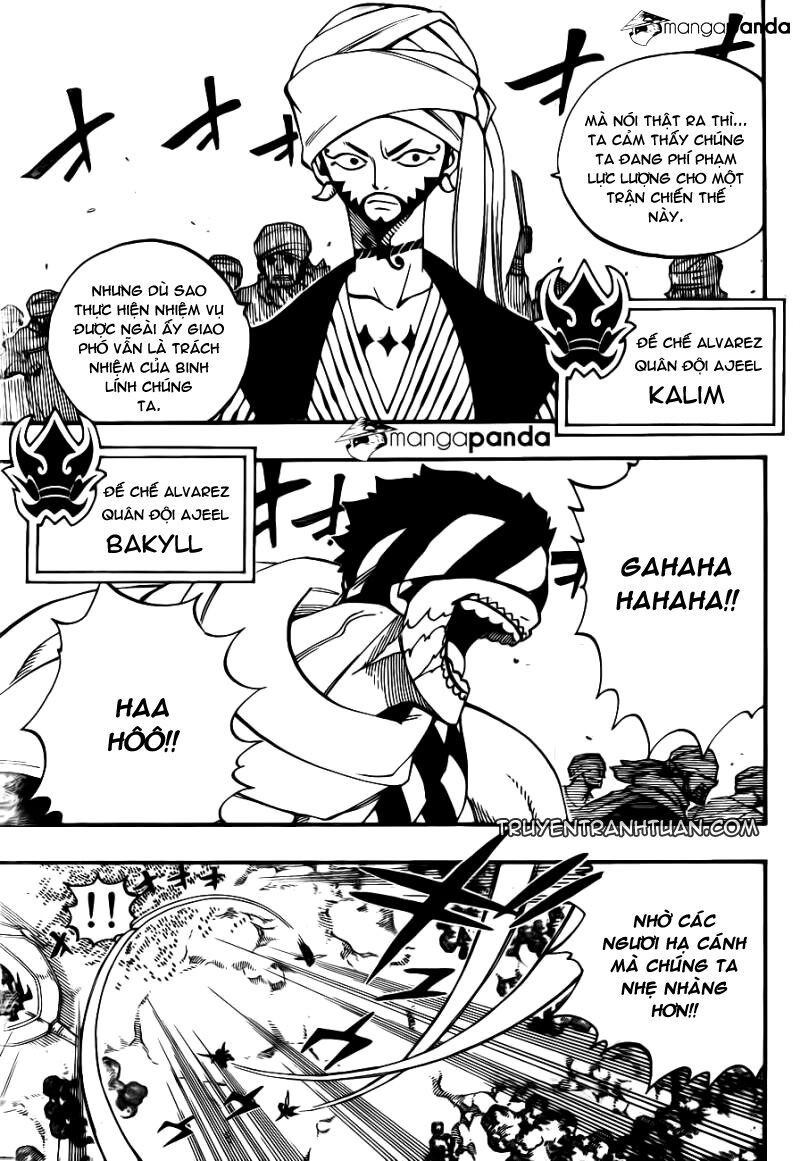 mangapanda
MÀ NÓI THẬT RA THÌ...
TA CẢM THẤY CHÚNG
TA ĐANG PHÍ PHẠM
LỰC LƯỢNG CHO MỘT
TRẬN CHIẾN THẾ
NÀY.
NHƯNG DÙ SAO
THỰC HIỆN NHIỆM VỤ
ĐƯỢC NGÀI ẤY GIAO
PHÓ VẪN LÀ TRÁCH
NHIỆM CỦA BINH
LÍNH CHÚNG
TA.
ĐẾ CHẾ ALVAREZ
QUÂN ĐỘI AJEEL
KALIM
mangapanda
ĐẾ CHẾ ALVAREZ
QUÂN ĐỘI AJEEL
BAKYLL
GAHAHA
HAHAHA!!
HAA
HÔÔ!!
TRUYENTRANHTUAN.COM
!!
NHỜ CÁC
NGƯƠI HẠ CÁNH
MÀ CHÚNG TA
NHẸ NHÀNG
HƠN!!